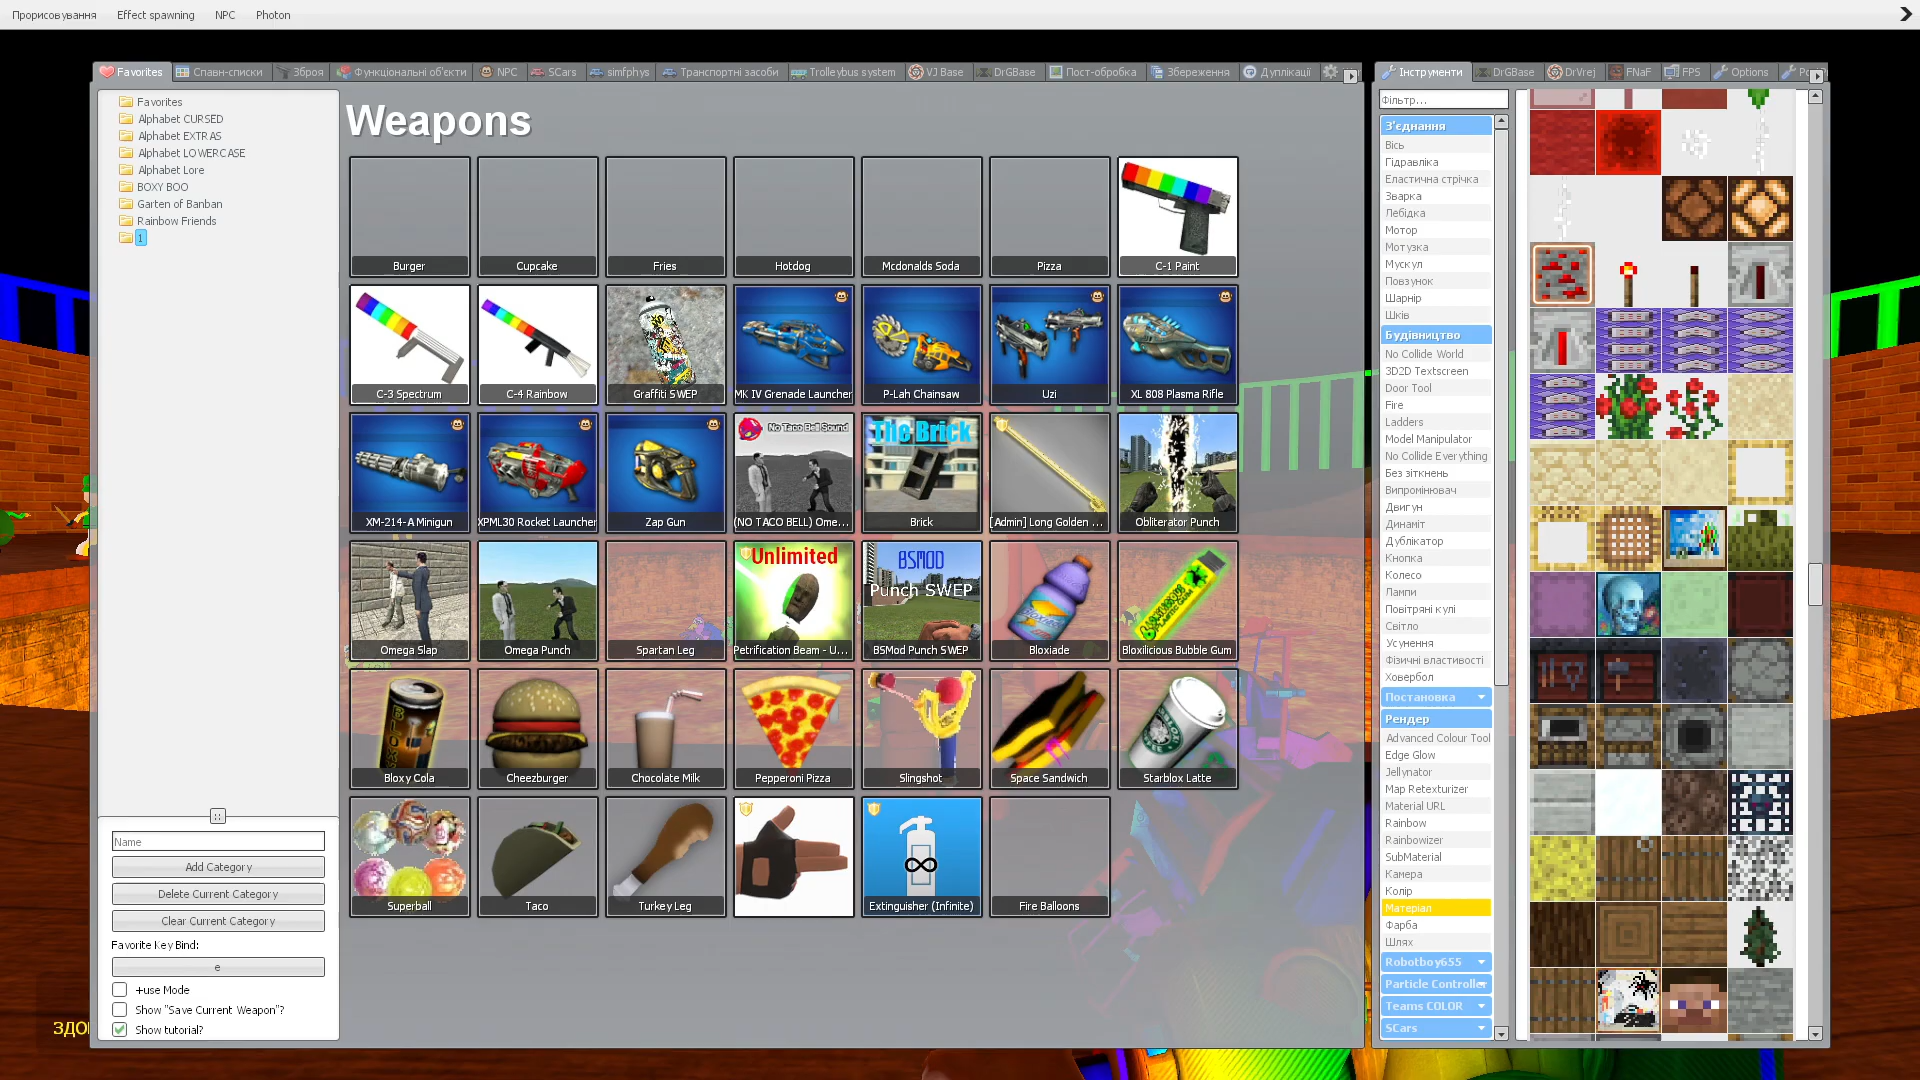 Прорисовування Effect spawning NPC Photon
Favorites Спавн-списки Зброя Функціональні об'єкти NPC SCars simfphys Транспортні засоби Trolleybus system VJ Base DrGBase Пост-обробка Збереження Дуплікації
Інструменти DrGBase DrVrej FNaF FPS Options
Favorites
Alphabet CURSED
Alphabet EXTRAS
Alphabet LOWERCASE
Alphabet Lore
BOXY BOO
Garten of Banban
Rainbow Friends
1
Name
Add Category
Delete Current Category
Clear Current Category
Favorite Key Bind:
e
+use Mode
Show "Save Current Weapon"?
Show tutorial?
ЗДО
Weapons
Burger Cupcake Fries Hotdog Mcdonalds Soda Pizza C-1 Paint
C-3 Spectrum C-4 Rainbow Graffiti SWEP MK IV Grenade Launcher P-Lah Chainsaw Uzi XL 808 Plasma Rifle
No Taco Bell Sound
The Brick
XM-214-A Minigun XPML30 Rocket Launcher Zap Gun (NO TACO BELL) Ome... Brick [Admin] Long Golden ... Obliterator Punch
Unlimited
BSMOD
Punch SWEP
Omega Slap Omega Punch Spartan Leg Petrification Beam - U... BSMod Punch SWEP Bloxiade Bloxilicious Bubble Gum
Bloxy Cola Cheezburger Chocolate Milk Pepperoni Pizza Slingshot Space Sandwich Starblox Latte
Superball Taco Turkey Leg Extinguisher (Infinite) Fire Balloons
Фільтр...
З'єднання
Вісь
Гідравліка
Еластична стрічка
Зварка
Лебідка
Мотор
Мотузка
Мускул
Повзунок
Шарнір
Шків
Будівництво
No Collide World
3D2D Textscreen
Door Tool
Fire
Ladders
Model Manipulator
No Collide Everything
Без зіткнень
Випромінювач
Двигун
Динаміт
Дублікатор
Кнопка
Колесо
Лампи
Повітряні кулі
Світло
Усунення
Фізичні властивості
Ховербол
Постановка
Рендер
Advanced Colour Tool
Edge Glow
Jellynator
Map Retexturizer
Material URL
Rainbow
Rainbowizer
SubMaterial
Камера
Колір
Матеріал
Фарба
Шлях
Robotboy655
Particle Controller
Teams COLOR
SCars